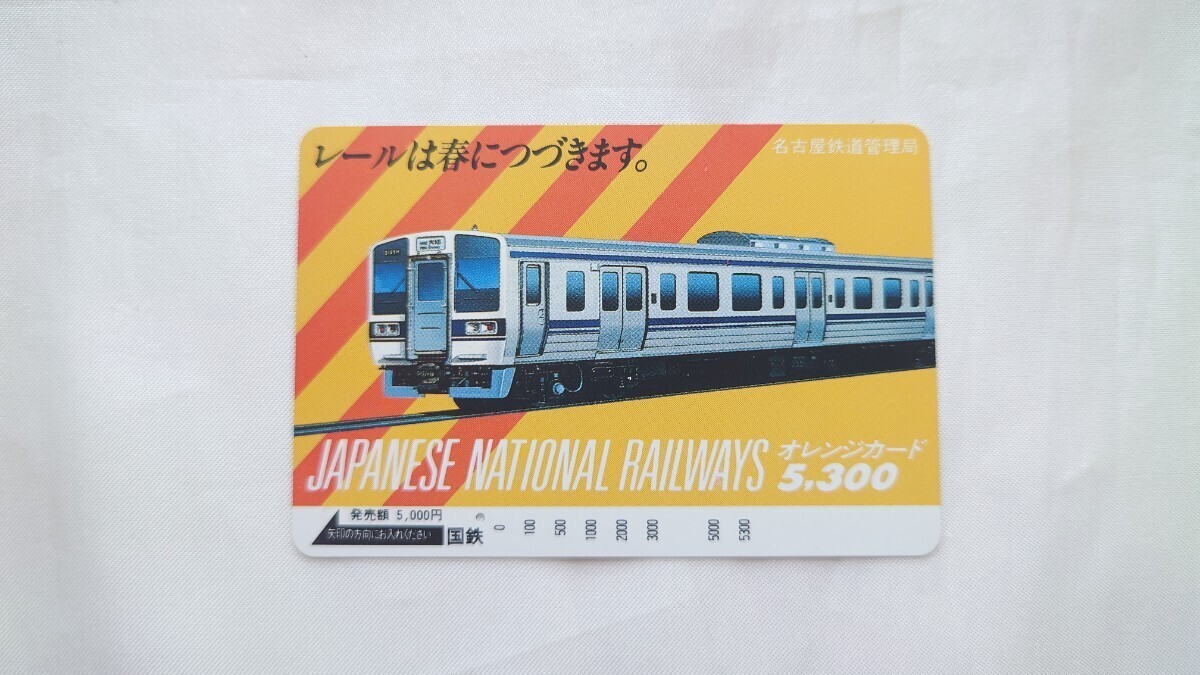 レールは春につづきます。
名古屋鉄道管理局
大垣
JAPANESE NATIONAL RAILWAYS
オレンジカード
5,300
発売額 5,000円
矢印の方向にお入れください
国鉄
0 100 500 1000 2000 3000 5000 5300